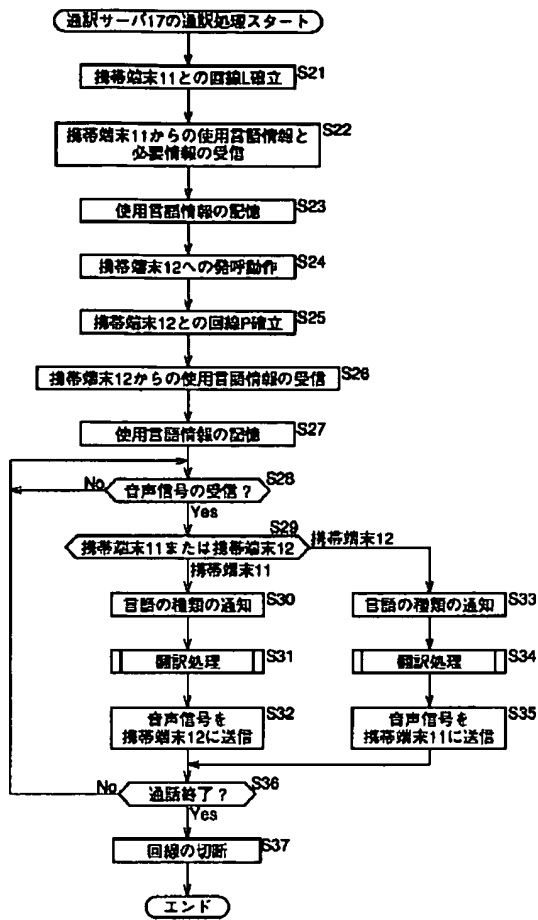 通訳サーバ17の通訳処理スタート
携帯端末11との回線L確立
S21
携帯端末11からの使用言語情報と
必要情報の受信
S22
使用言語情報の記憶
S23
携帯端末12への発呼動作
S24
携帯端末12との回線P確立
S25
携帯端末12からの使用言語情報の受信
S26
使用言語情報の記憶
S27
音声信号の受信?
S28
No
Yes
携帯端末11または携帯端末12
S29
携帯端末12
携帯端末11
言語の種類の通知
S30
言語の種類の通知
S33
翻訳処理
S31
翻訳処理
S34
音声信号を
携帯端末12に送信
S32
音声信号を
携帯端末11に送信
S35
通話終了?
S36
No
Yes
回線の切断
S37
エンド